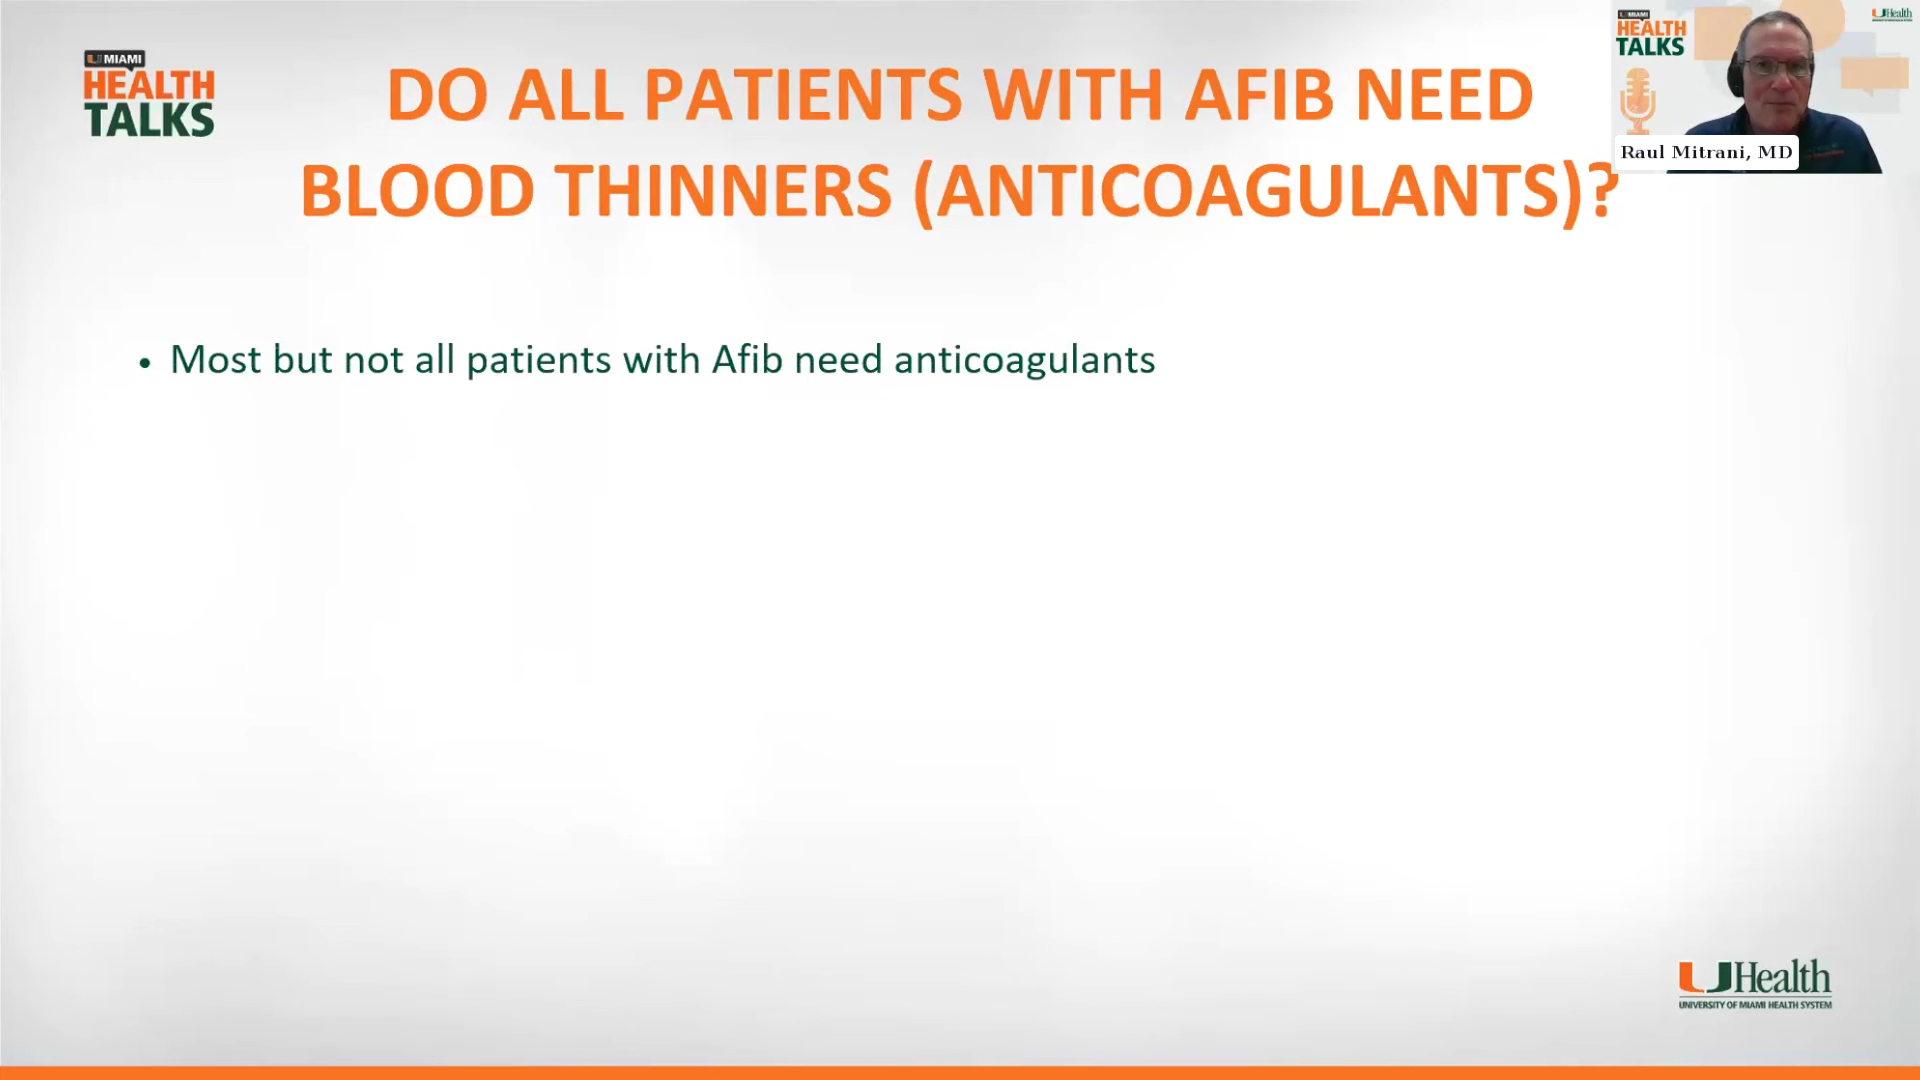 MIAMI
HEALTH
TALKS
DO ALL PATIENTS WITH AFIB NEED
BLOOD THINNERS (ANTICOAGULANTS)?
• Most but not all patients with Afib need anticoagulants
MIAMI
HEALTH
TALKS
UHealth
Raul Mitrani, MD
UHealth
UNIVERSITY OF MIAMI HEALTH SYSTEM